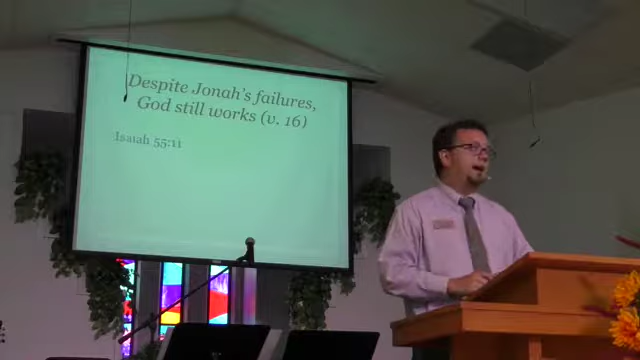 Despite Jonah's failures,
God still works (v. 16)
Isaiah 55:11